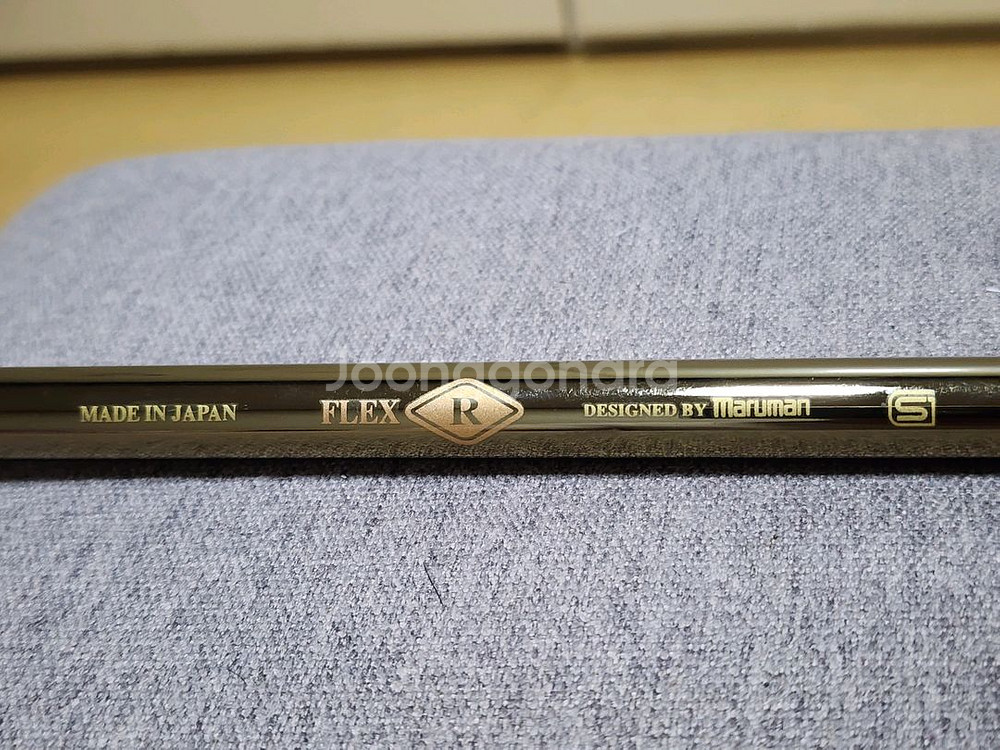 Joonggonara
MADE IN JAPAN FLEX R DESIGNED BY Maruman S